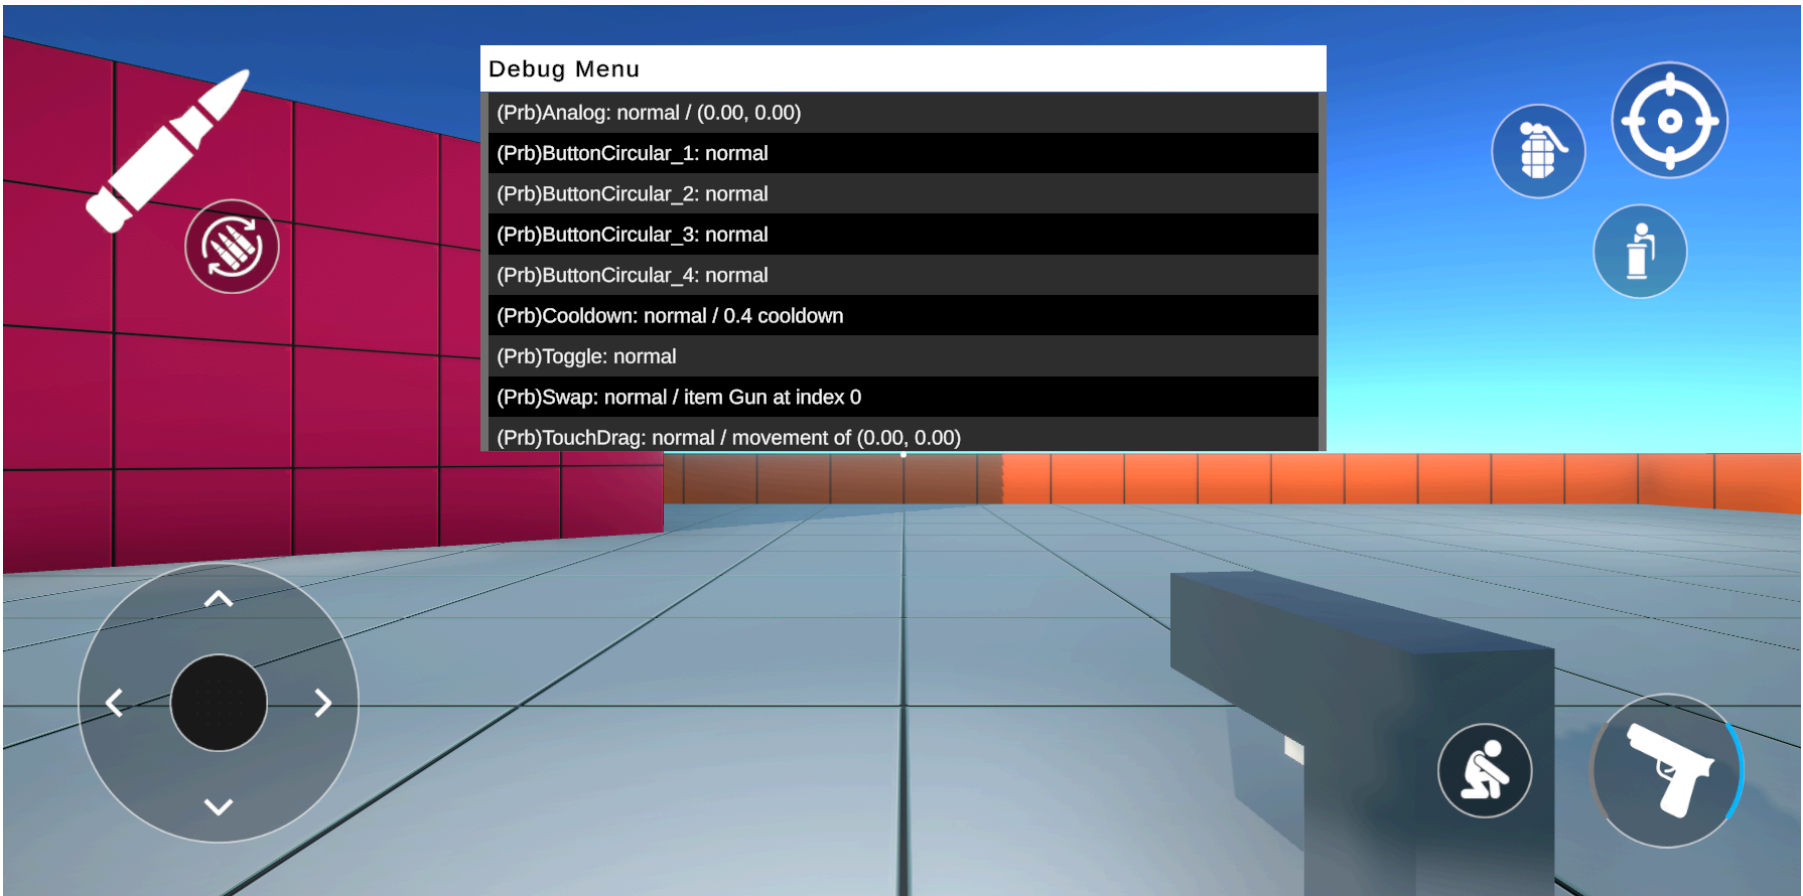 Debug Menu
(Prb)Analog: normal / (0.00, 0.00)
(Prb)ButtonCircular_1: normal
(Prb)ButtonCircular_2: normal
(Prb)ButtonCircular_3: normal
(Prb)ButtonCircular_4: normal
(Prb)Cooldown: normal / 0.4 cooldown
(Prb)Toggle: normal
(Prb)Swap: normal / item Gun at index 0
(Prb)TouchDrag: normal / movement of (0.00, 0.00)